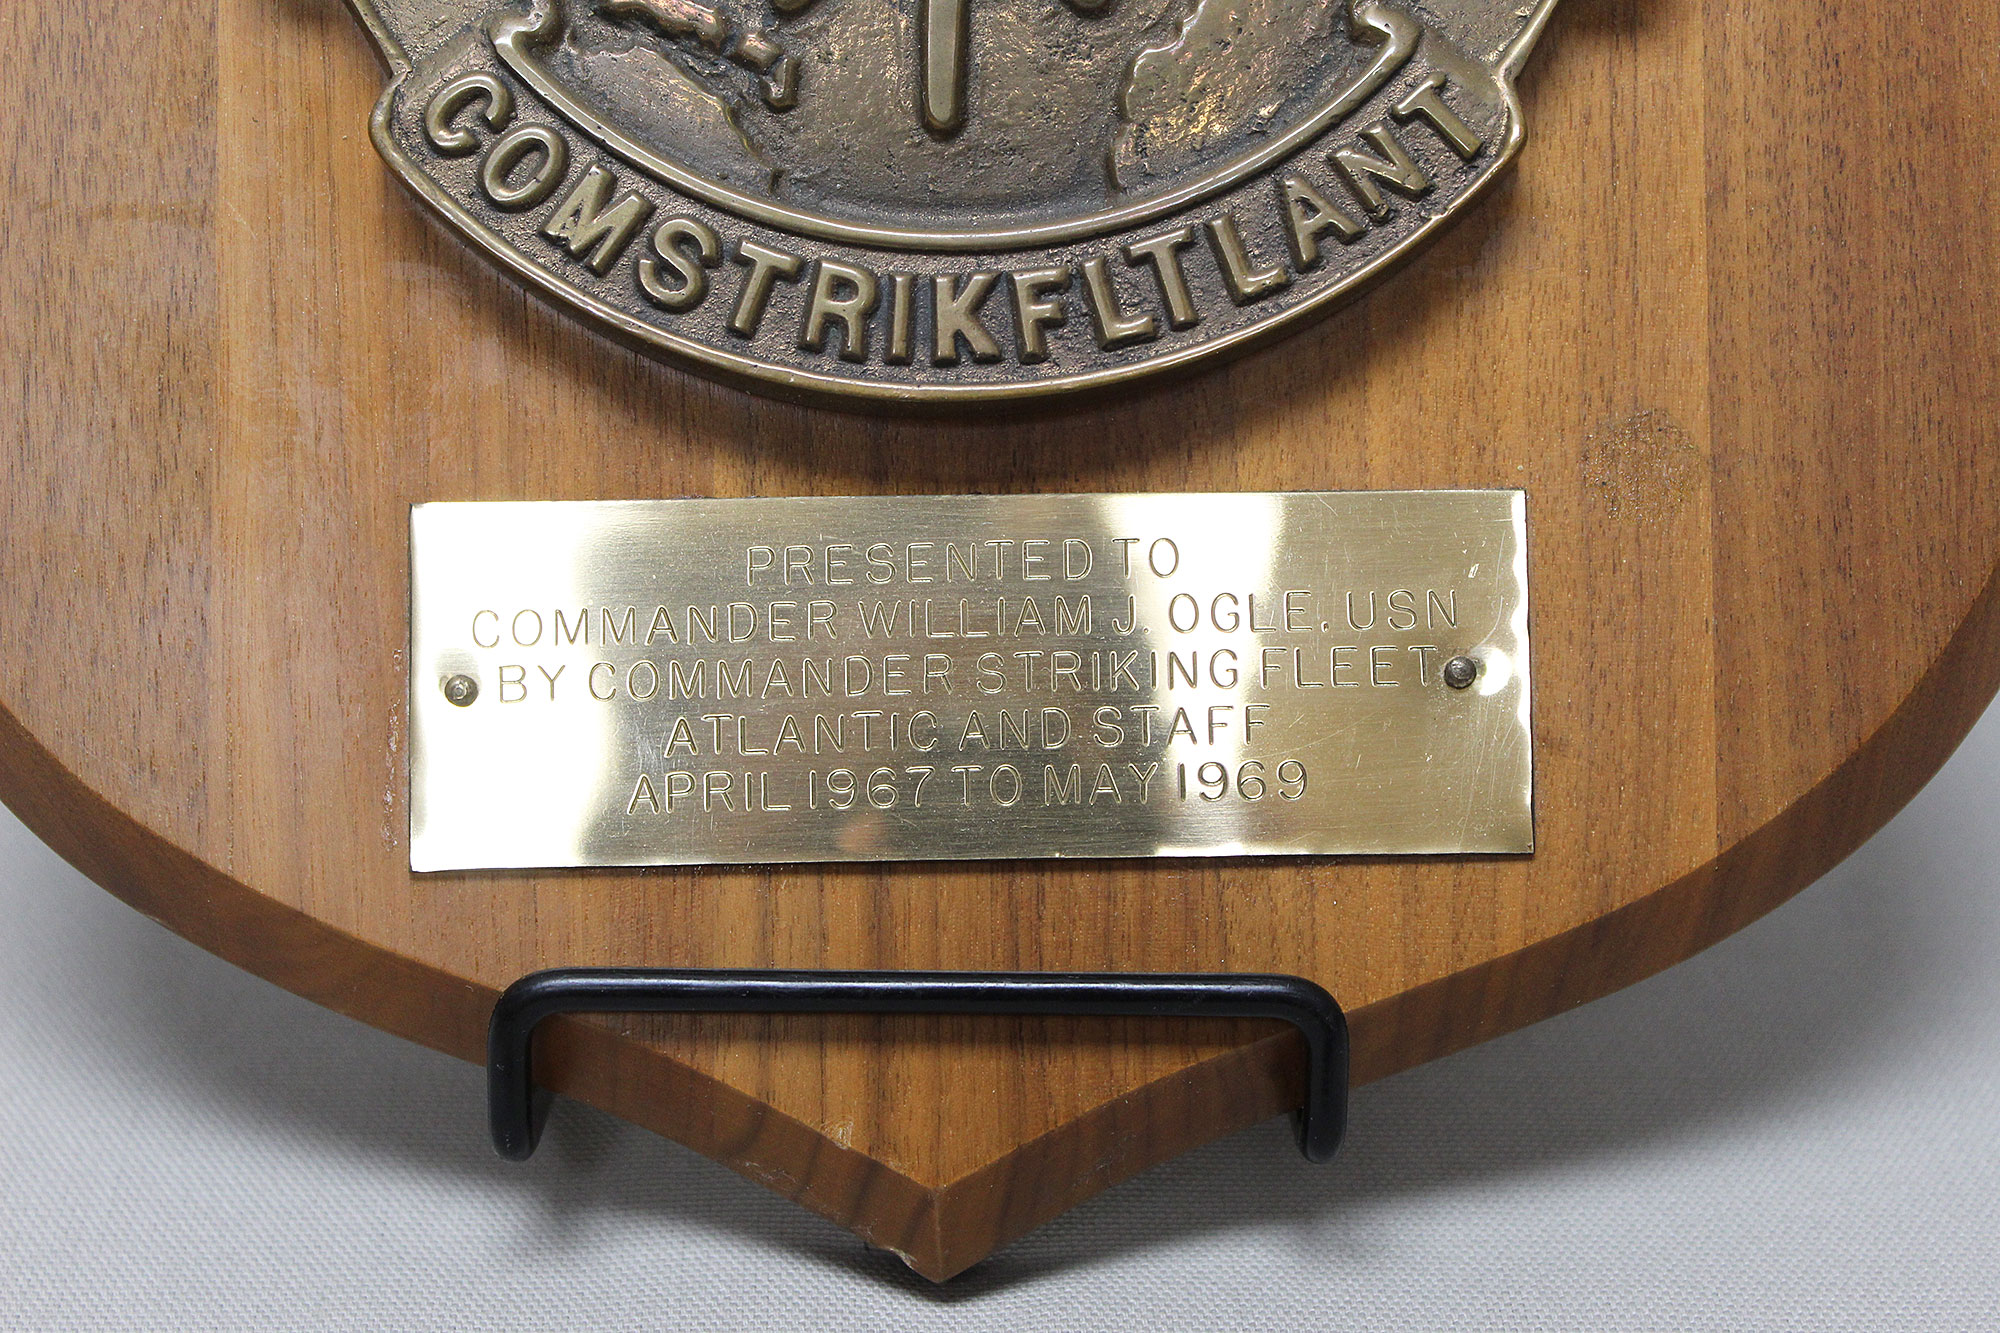 COMSTRIKFLTLANT
PRESENTED TO
COMMANDER WILLIAM J. OGLE, USN
BY COMMANDER STRIKING FLEET
ATLANTIC AND STAFF
APRIL 1967 TO MAY 1969